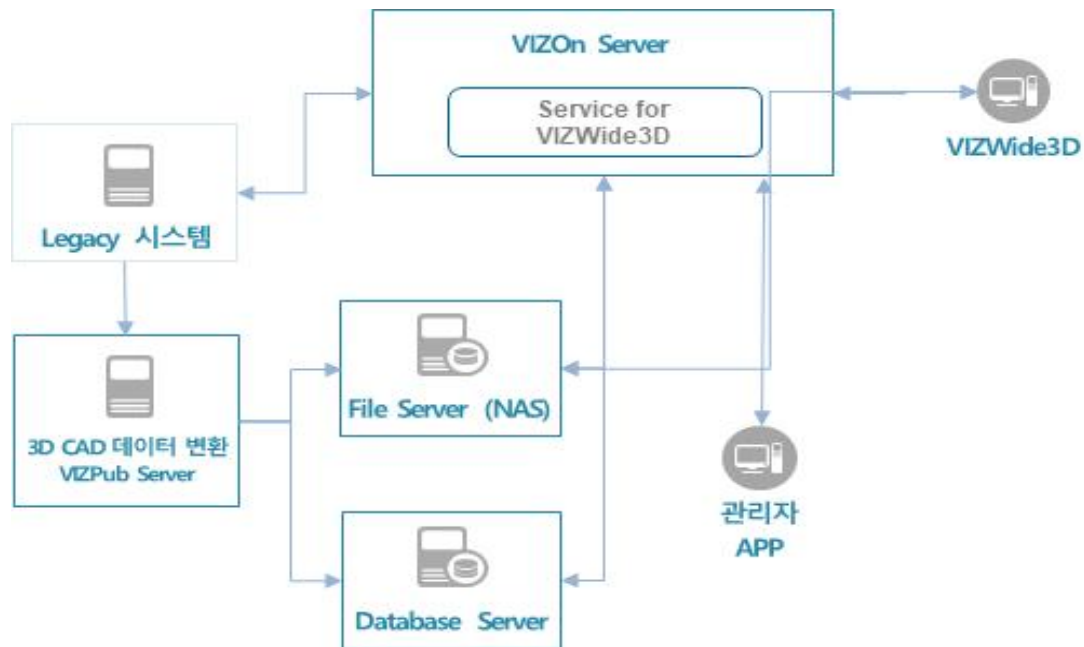 VIZOn Server
Service for
VIZWide3D
VIZWide3D
Legacy 시스템
File Server (NAS)
3D CAD 데이터 변환
VIZPub Server
관리자
APP
Database Server